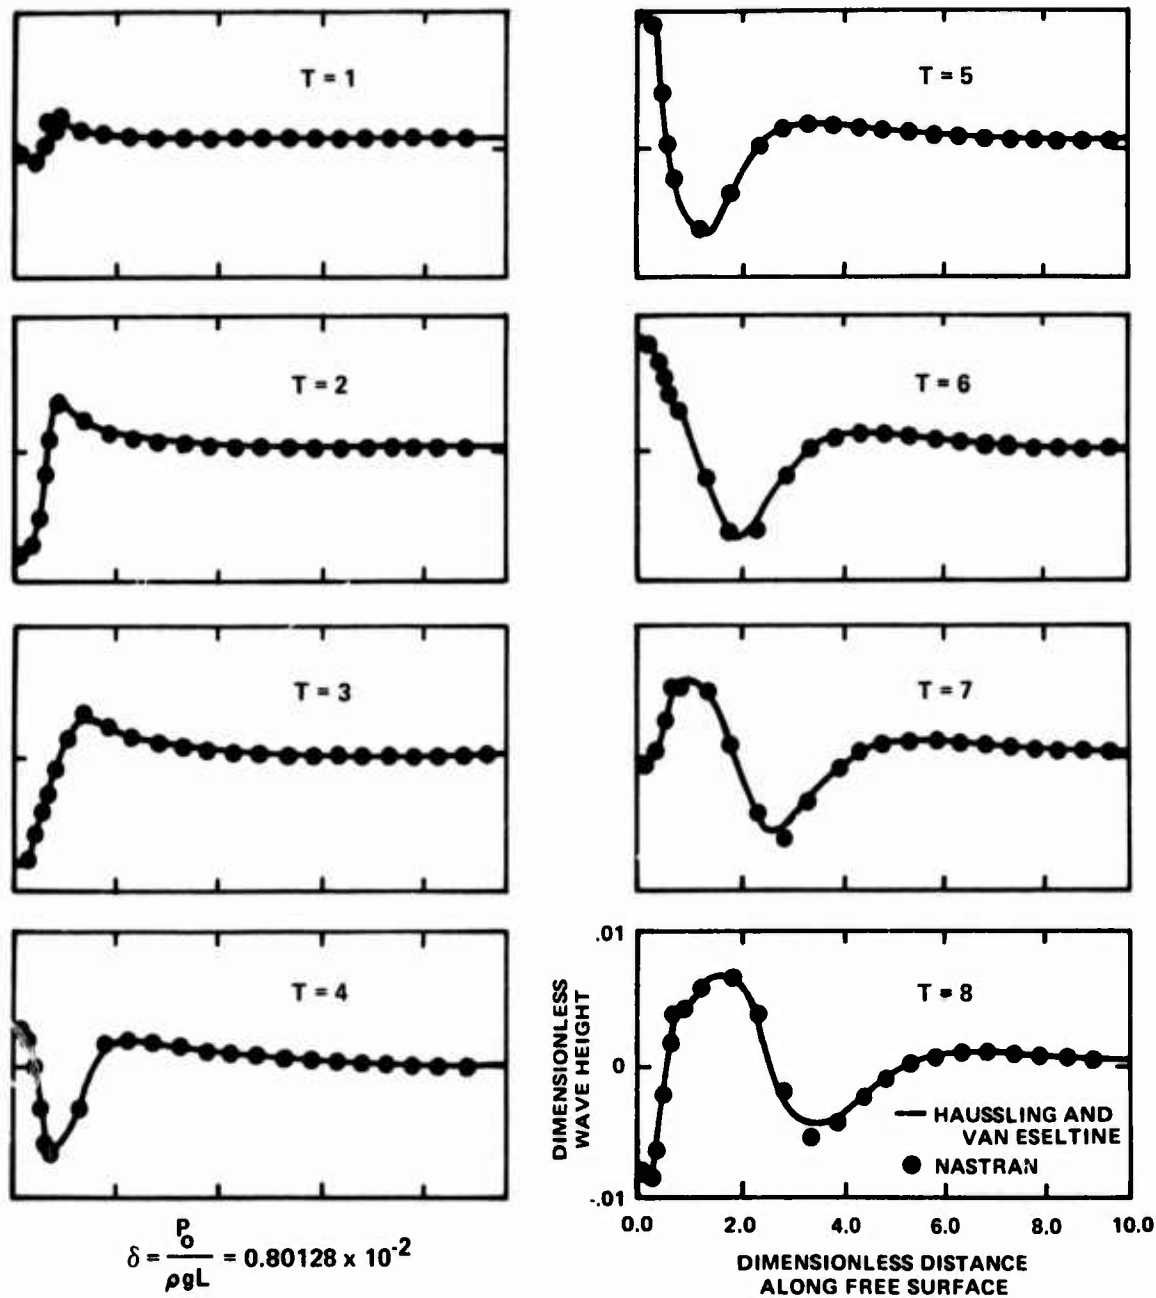 T = 1
T = 5
T = 2
T = 6
T = 3
T = 7
T = 4
T = 8
DIMENSIONLESS
WAVE HEIGHT
.01
0
-.01
HAUSSLING AND
VAN ESELTINE
NASTRAN
0.0 2.0 4.0 6.0 8.0 10.0
DIMENSIONLESS DISTANCE
ALONG FREE SURFACE
δ = P₀ / ρgL = 0.80128 x 10⁻²